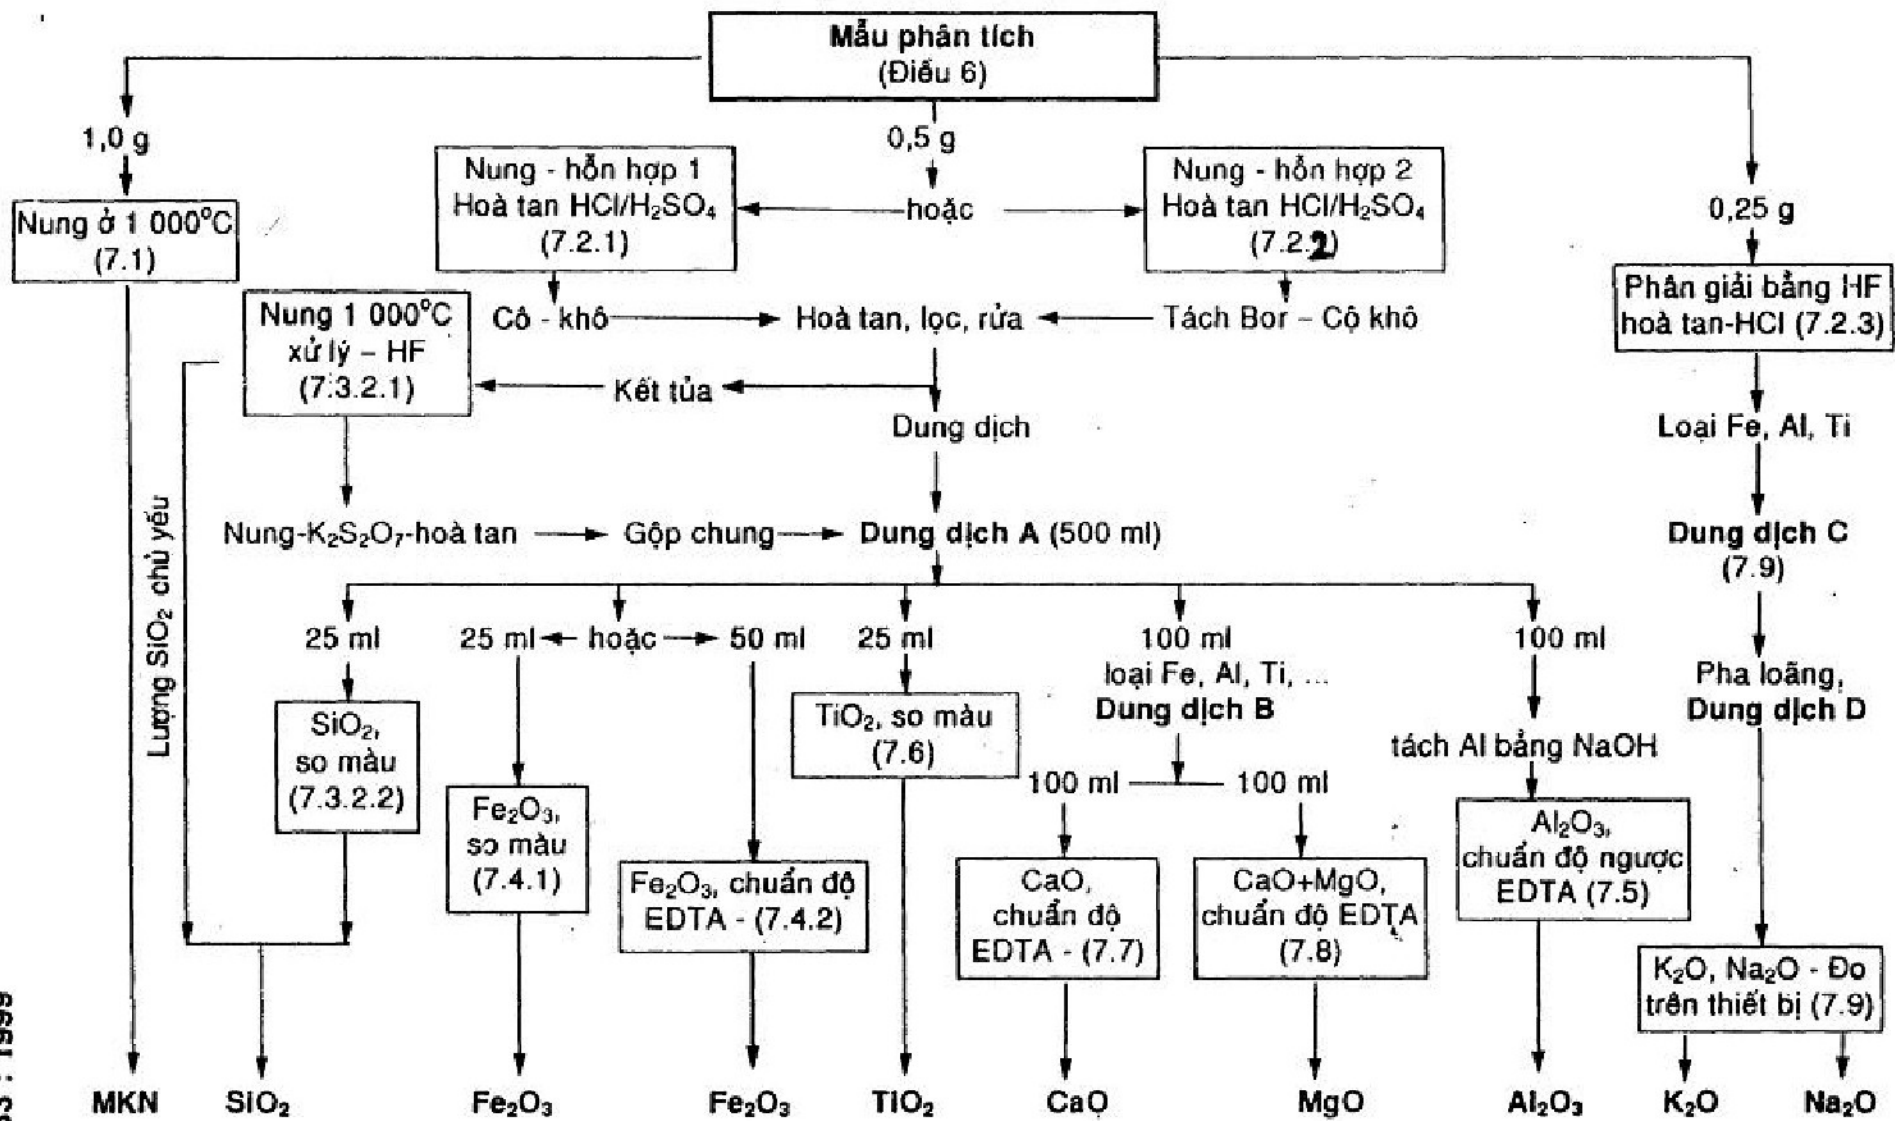 Mẫu phân tích
(Điều 6)
1,0 g
0,5 g
0,25 g
Nung ở 1 000°C
(7.1)
Nung - hỗn hợp 1
Hoà tan HCl/H₂SO₄
(7.2.1)
hoặc
Nung - hỗn hợp 2
Hoà tan HCl/H₂SO₄
(7.2.2)
Phân giải bằng HF
hoà tan-HCl (7.2.3)
Nung 1 000°C
xử lý – HF
(7.3.2.1)
Cô - khô
Hoà tan, lọc, rửa
Tách Bor – Cô khô
Kết tủa
Dung dịch
Loại Fe, Al, Ti
Lượng SiO₂ chủ yếu
Nung-K₂S₂O₇-hoà tan
Gộp chung
Dung dịch A (500 ml)
Dung dịch C
(7.9)
25 ml
25 ml
hoặc
50 ml
25 ml
100 ml
loại Fe, Al, Ti, ...
Dung dịch B
100 ml
Pha loãng,
Dung dịch D
SiO₂,
so màu
(7.3.2.2)
TiO₂, so màu
(7.6)
tách Al bằng NaOH
100 ml
100 ml
Fe₂O₃,
so màu
(7.4.1)
Fe₂O₃, chuẩn độ
EDTA - (7.4.2)
CaO,
chuẩn độ
EDTA - (7.7)
CaO+MgO,
chuẩn độ EDTA
(7.8)
Al₂O₃,
chuẩn độ ngược
EDTA (7.5)
K₂O, Na₂O - Đo
trên thiết bị (7.9)
MKN
SiO₂
Fe₂O₃
Fe₂O₃
TiO₂
CaO
MgO
Al₂O₃
K₂O
Na₂O
: 1999